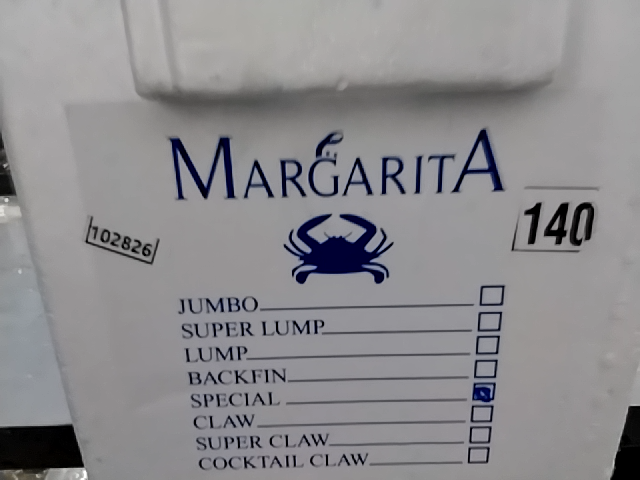 MARGARITA
102826
140
JUMBO
SUPER LUMP
LUMP
BACKFIN
SPECIAL
CLAW
SUPER CLAW
COCKTAIL CLAW